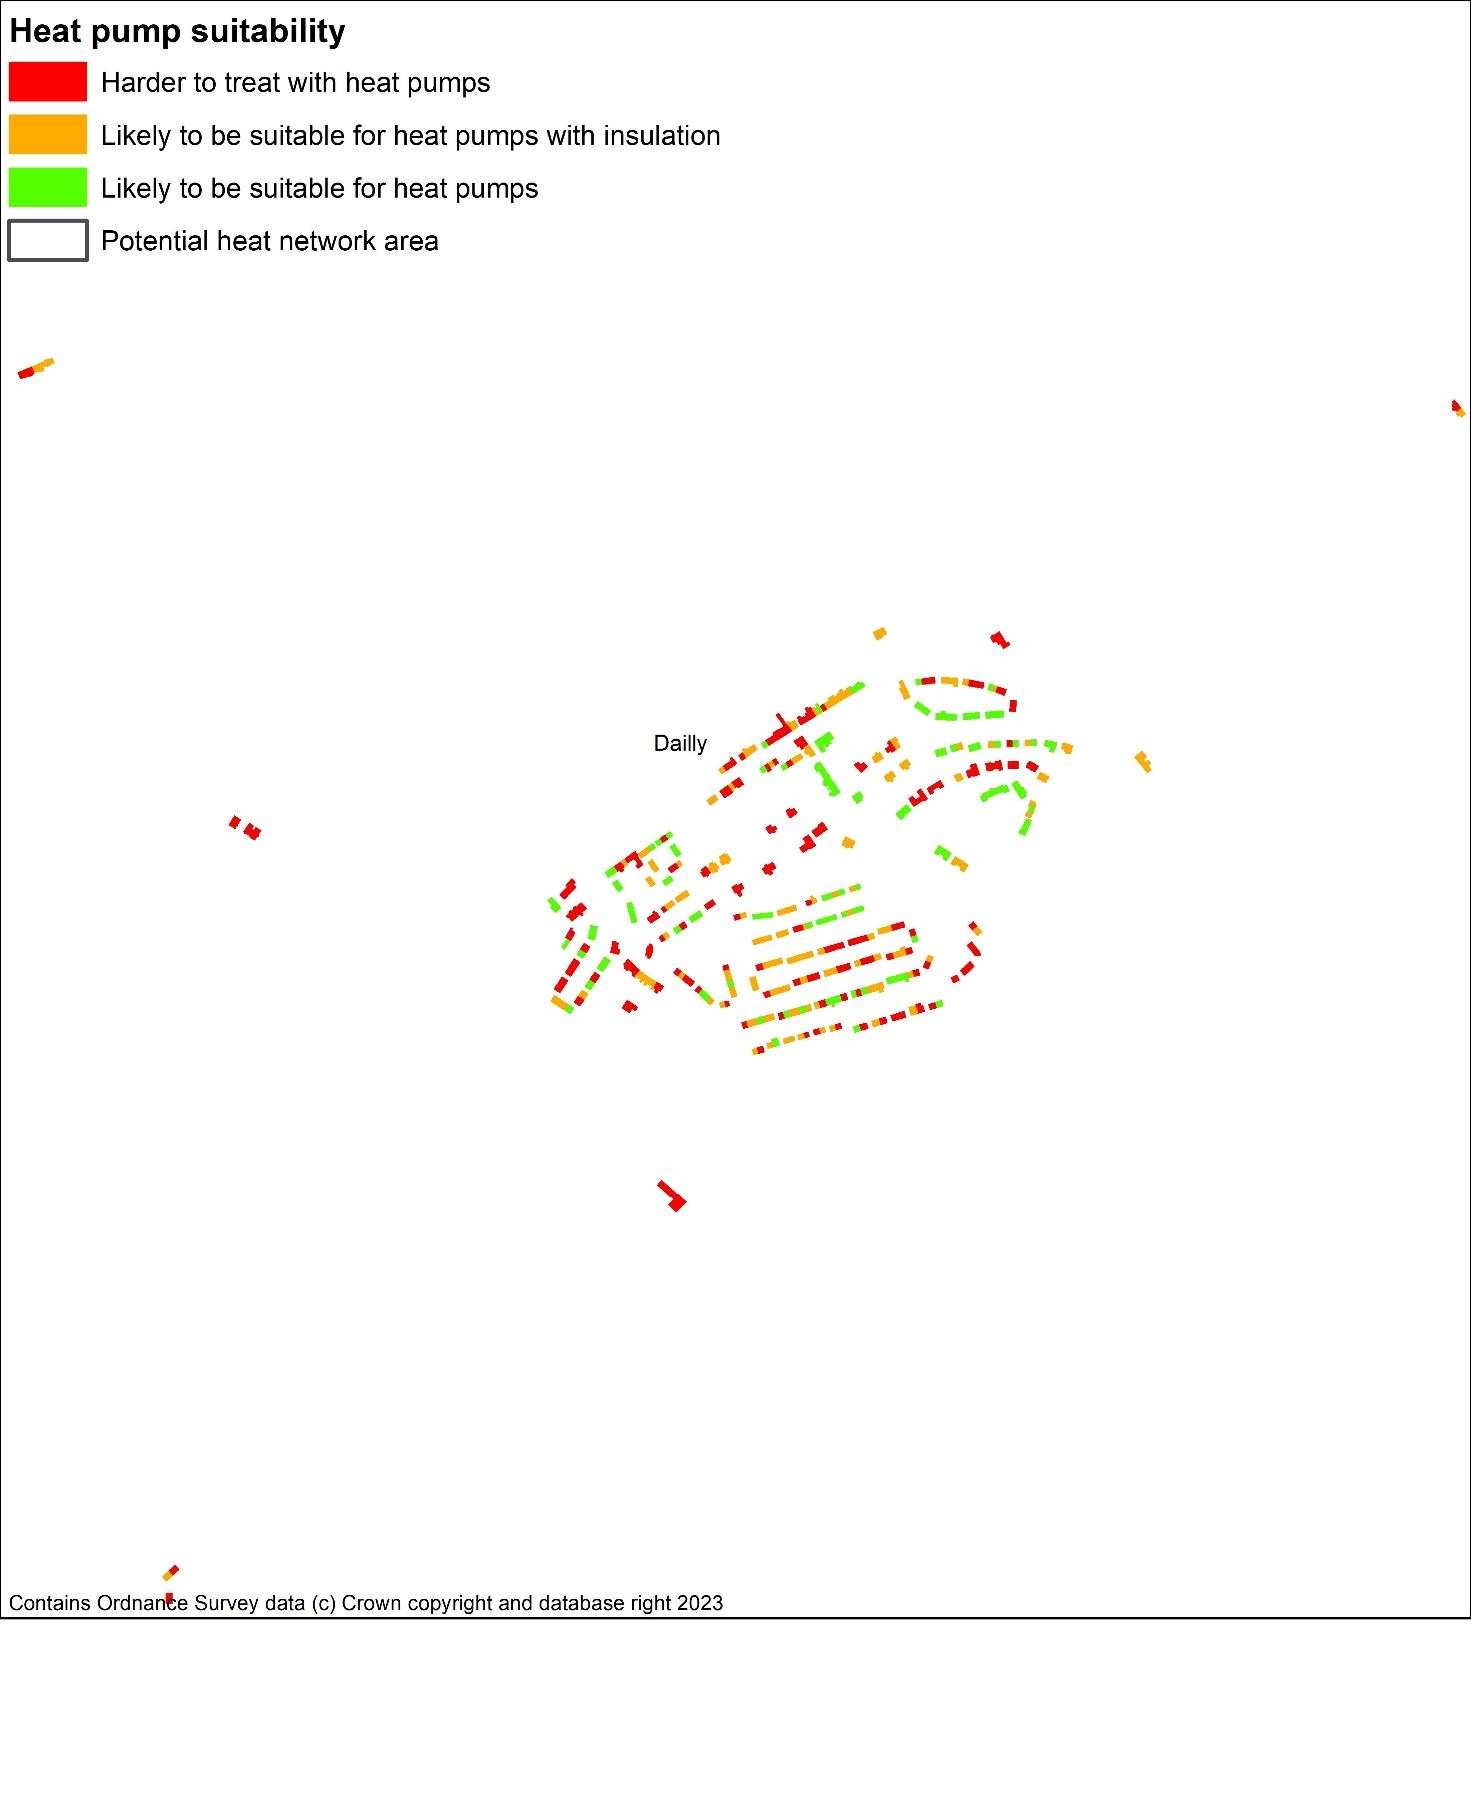 Heat pump suitability
Harder to treat with heat pumps
Likely to be suitable for heat pumps with insulation
Likely to be suitable for heat pumps
Potential heat network area
Dailly
Contains Ordnance Survey data (c) Crown copyright and database right 2023